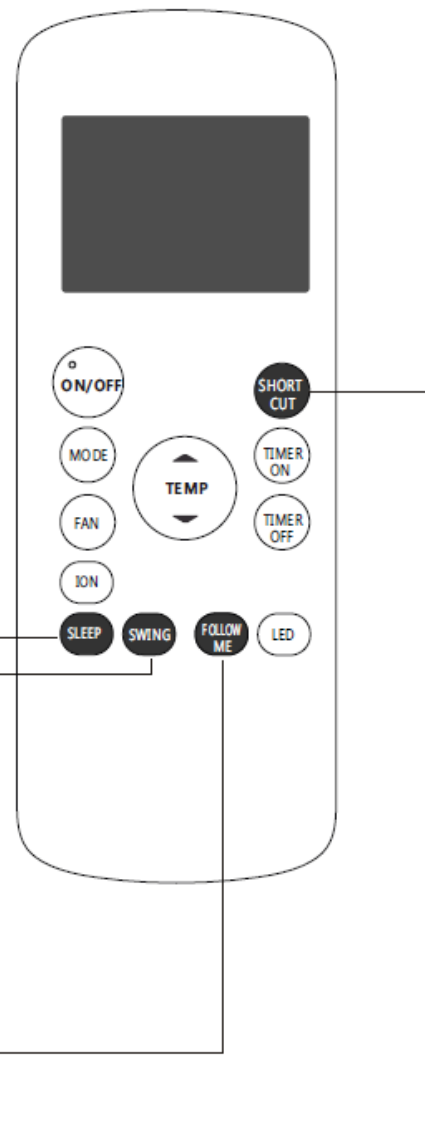 ON/OFF
SHORT
CUT
MODE
TEMP
TIMER
ON
FAN
TIMER
OFF
ION
SLEEP
SWING
FOLLOW
ME
LED